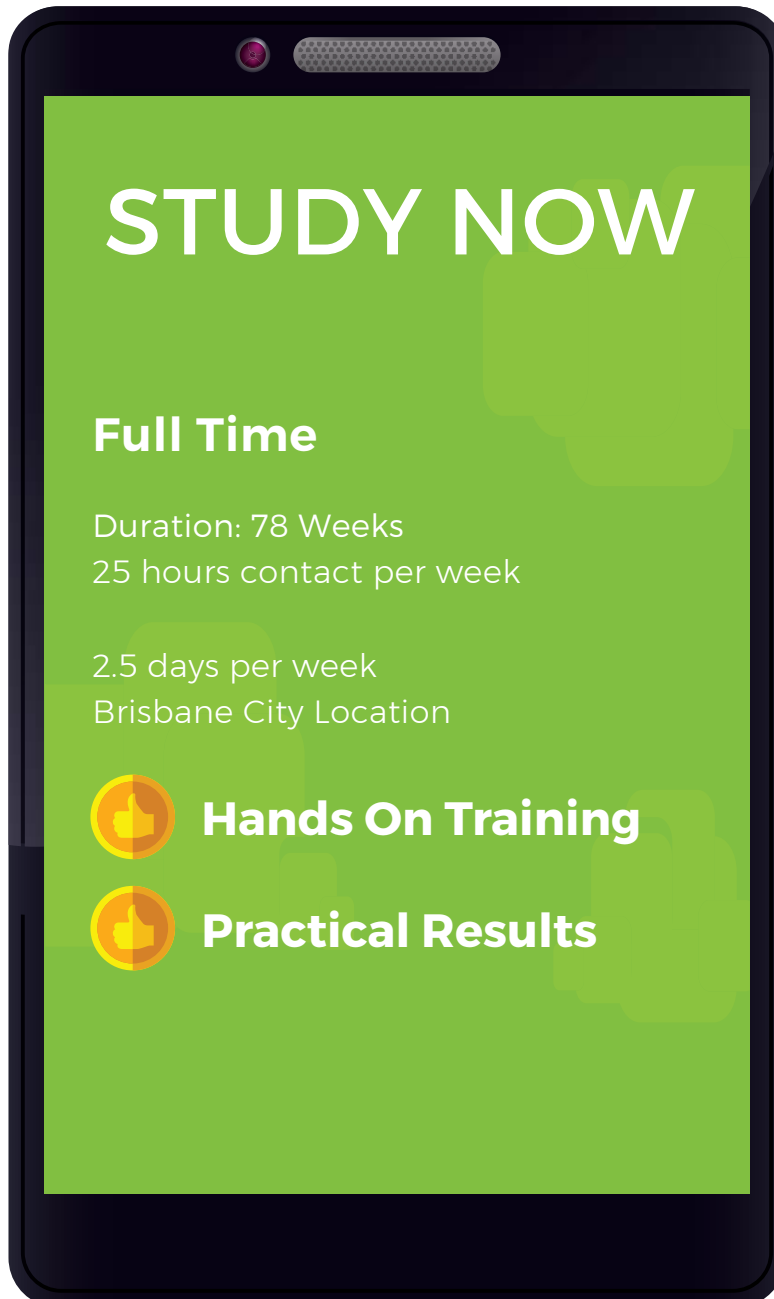 STUDY NOW
Full Time
Duration: 78 Weeks
25 hours contact per week
2.5 days per week
Brisbane City Location
Hands On Training
Practical Results